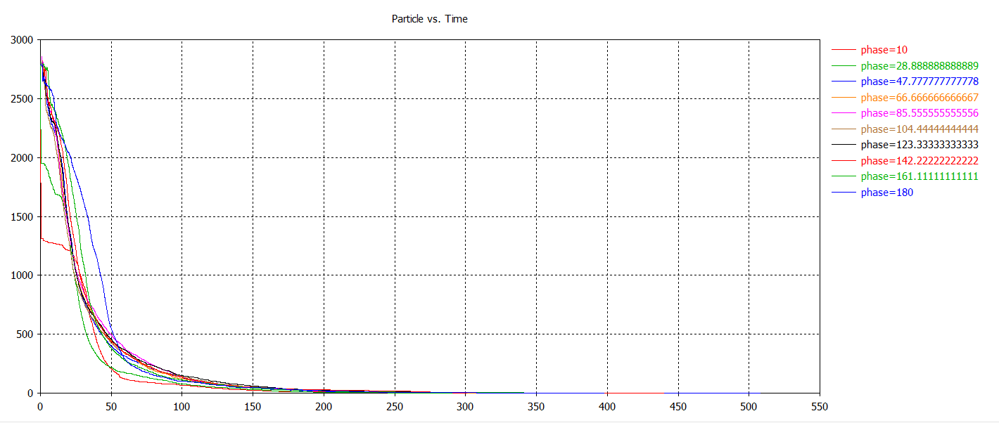 Particle vs. Time
3000
2500
2000
1500
1000
500
0
0 50 100 150 200 250 300 350 400 450 500 550
phase=10
phase=28.888888888889
phase=47.777777777778
phase=66.666666666667
phase=85.555555555556
phase=104.44444444444
phase=123.33333333333
phase=142.22222222222
phase=161.11111111111
phase=180